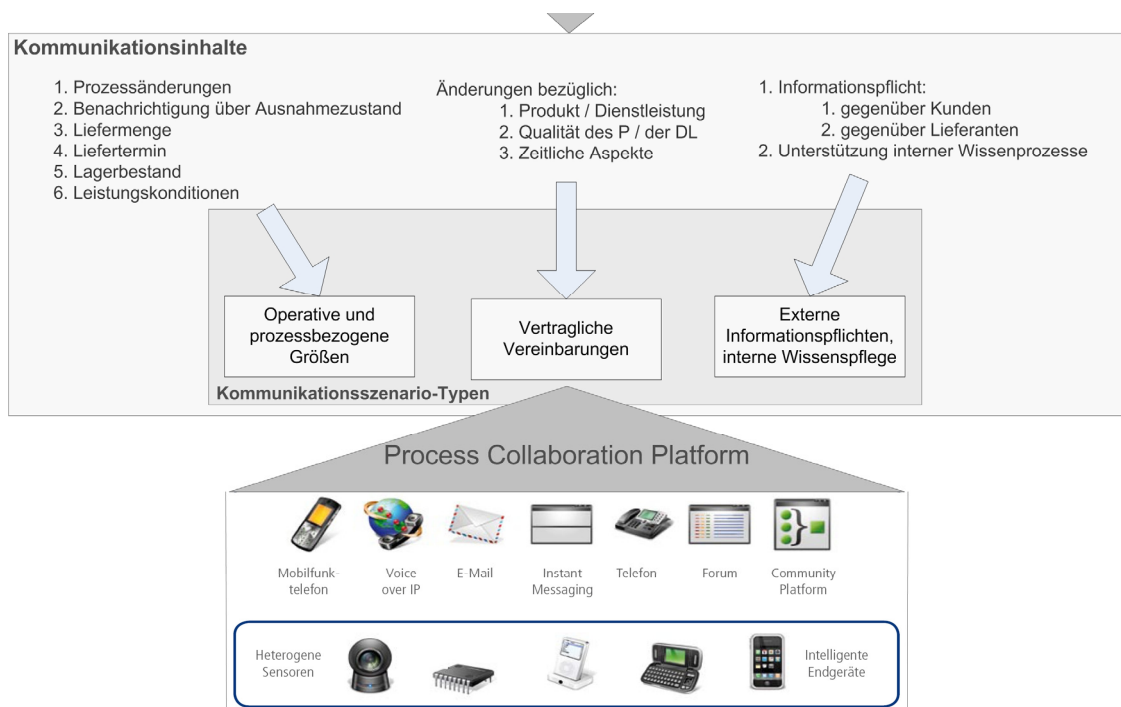 Kommunikationsinhalte
1. Prozessänderungen
2. Benachrichtigung über Ausnahmezustand
3. Liefermenge
4. Liefertermin
5. Lagerbestand
6. Leistungskonditionen
Änderungen bezüglich:
1. Produkt / Dienstleistung
2. Qualität des P / der DL
3. Zeitliche Aspekte
1. Informationspflicht:
1. gegenüber Kunden
2. gegenüber Lieferanten
2. Unterstützung interner Wissenprozesse
Operative und
prozessbezogene
Größen
Vertragliche
Vereinbarungen
Externe
Informationspflichten,
interne Wissenspflege
Kommunikationsszenario-Typen
Process Collaboration Platform
Mobilfunk-
telefon
Voice
over IP
E-Mail
Instant
Messaging
Telefon
Forum
Community
Platform
Heterogene
Sensoren
Intelligente
Endgeräte